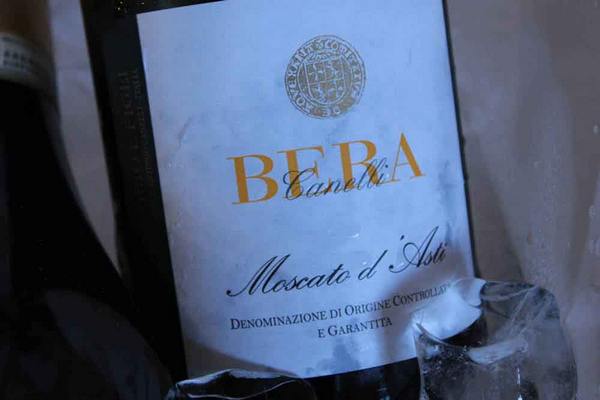 BERA
Canelli
Moscato d'Asti
DENOMINAZIONE DI ORIGINE CONTROLLATA
E GARANTITA